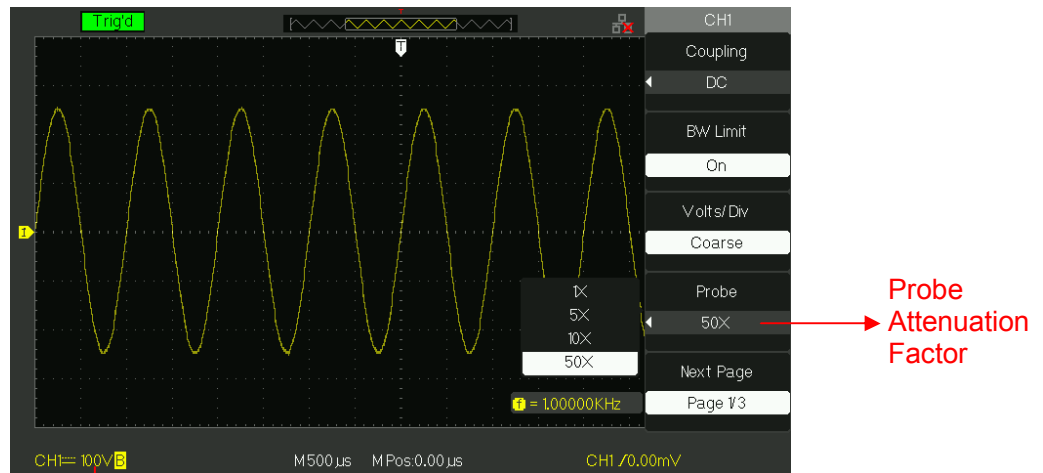 Trig'd
T
CH1
T
Coupling
DC
BW Limit
On
Volts/Div
Coarse
1
Probe
50X
1X
5X
10X
50X
Probe
Attenuation
Factor
Next Page
Page 1/3
f = 1.00000KHz
CH1 100V B
M 500μs M Pos:0.00μs
CH1 / 0.00mV